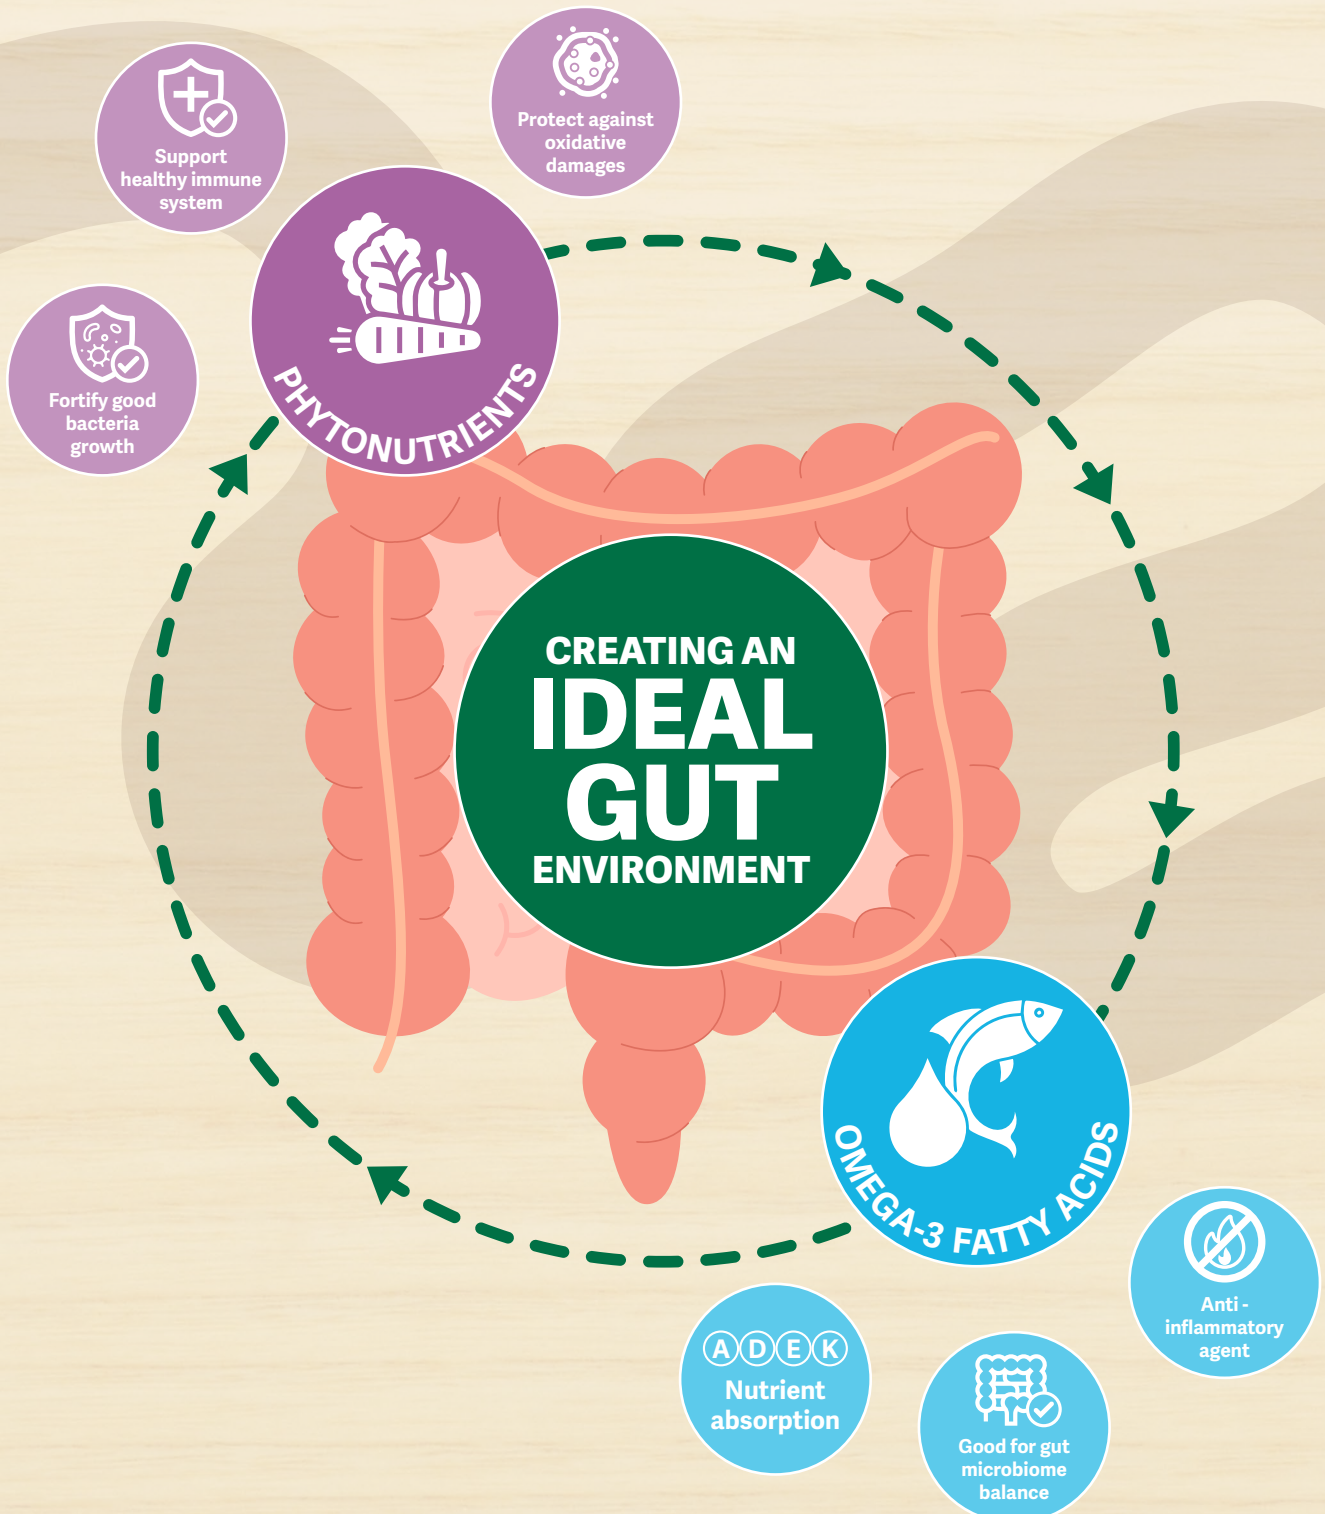 Protect against
oxidative
damages
Support
healthy immune
system
Fortify good
bacteria
growth
PHYTONUTRIENTS
CREATING AN
IDEAL
GUT
ENVIRONMENT
OMEGA-3 FATTY ACIDS
Anti -
inflammatory
agent
A D E K
Nutrient
absorption
Good for gut
microbiome
balance